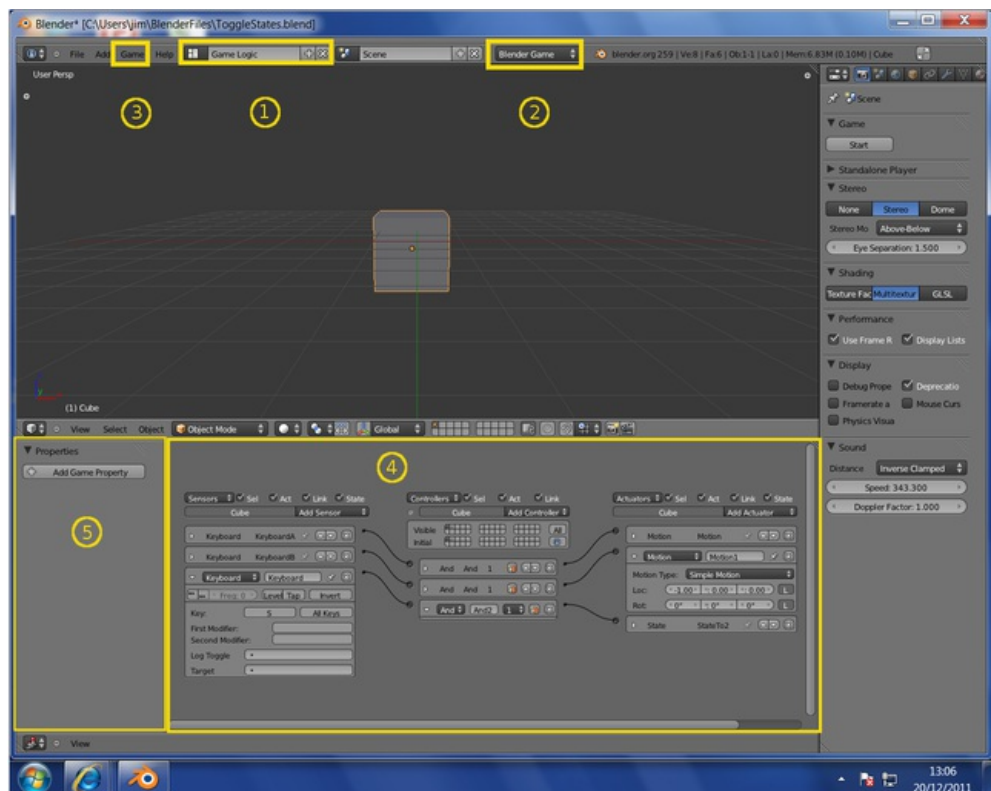 Blender* [C:\Users\jim\BlenderFiles\ToggleStates.blend]
File Add Game Help Game Logic Scene Blender Game blender.org 259 | Ve:8 | Fa:6 | Ob:1-1 | La:0 | Mem:6.83M (0.10M) | Cube
User Persp
3 1 2
(1) Cube
View Select Object Object Mode Global
Scene
Game
Start
Standalone Player
Stereo
None Stereo Dome
Stereo Mo Above-Below
Eye Separation: 1.500
Shading
Texture Fac Multitextur GLSL
Performance
Use Frame R Display Lists
Display
Debug Prope Deprecatio
Framerate a Mouse Curs
Physics Visua
Sound
Distance Inverse Clamped
Speed: 343.300
Doppler Factor: 1.000
Properties
Add Game Property
5
4
Sensors Sel Act Link State
Cube Add Sensor
Keyboard KeyboardA
Keyboard KeyboardB
Keyboard Keyboard
Freq: 0 Level Tap Invert
Key: S All Keys
First Modifier:
Second Modifier:
Log Toggle
Target
Controllers Sel Act Link
Cube Add Controller
Visible All
Initial
And And 1
And And 1
And And2 1
Actuators Sel Act Link State
Cube Add Actuator
Motion Motion
Motion Motion1
Motion Type: Simple Motion
Loc: -1.00 0.00 0.00 L
Rot: 0° 0° 0° L
State StateTo2
View
13:06
20/12/2011